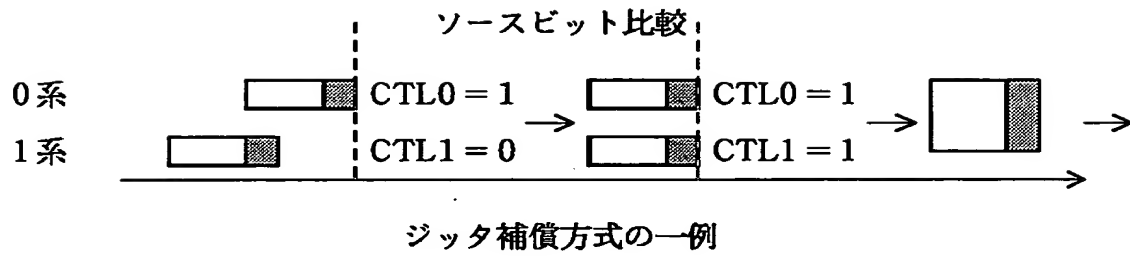 ソースビット比較
0系 CTL0 = 1 CTL0 = 1
1系 CTL1 = 0 CTL1 = 1
ジッタ補償方式の一例